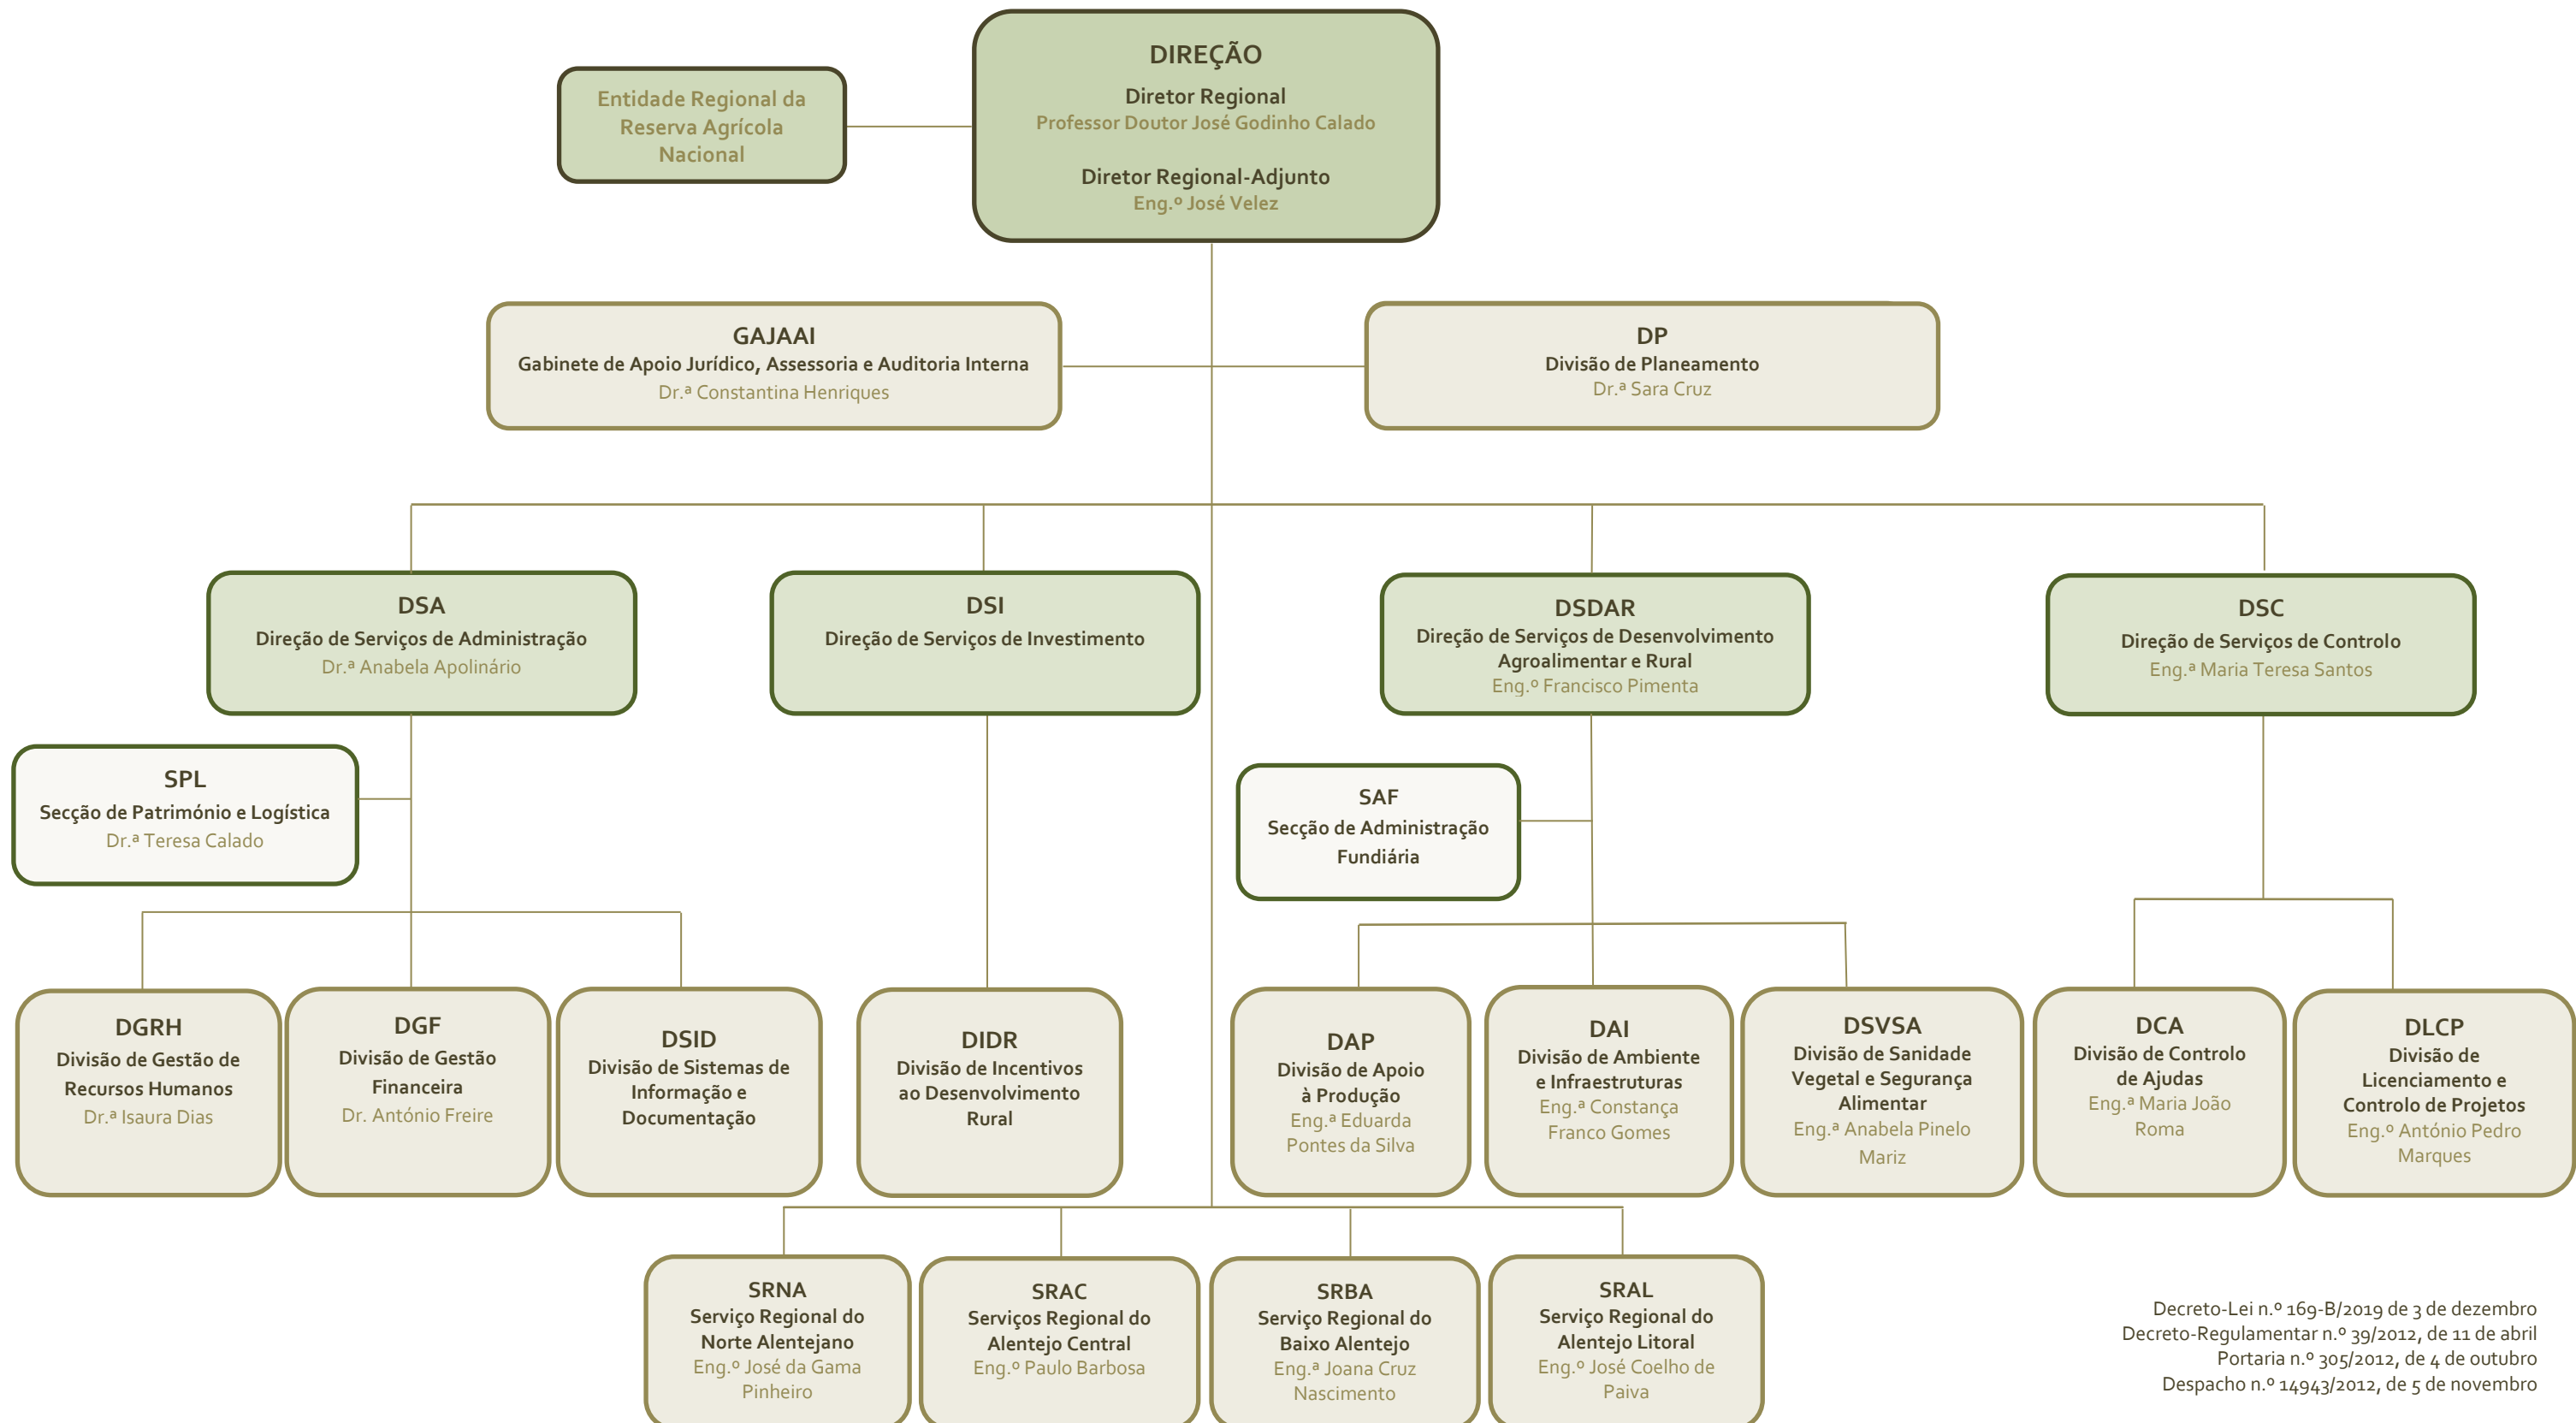 DIREÇÃO
Diretor Regional
Professor Doutor José Godinho Calado
Diretor Regional-Adjunto
Eng.º José Velez
Entidade Regional da
Reserva Agrícola
Nacional
GAJAAI
Gabinete de Apoio Jurídico, Assessoria e Auditoria Interna
Dr.ª Constantina Henriques
DP
Divisão de Planeamento
Dr.ª Sara Cruz
DSA
Direção de Serviços de Administração
Dr.ª Anabela Apolinário
DSI
Direção de Serviços de Investimento
DSDAR
Direção de Serviços de Desenvolvimento
Agroalimentar e Rural
Eng.º Francisco Pimenta
DSC
Direção de Serviços de Controlo
Eng.ª Maria Teresa Santos
SPL
Secção de Património e Logística
Dr.ª Teresa Calado
SAF
Secção de Administração
Fundiária
DGRH
Divisão de Gestão de
Recursos Humanos
Dr.ª Isaura Dias
DGF
Divisão de Gestão
Financeira
Dr. António Freire
DSID
Divisão de Sistemas de
Informação e
Documentação
DIDR
Divisão de Incentivos
ao Desenvolvimento
Rural
DAP
Divisão de Apoio
à Produção
Eng.ª Eduarda
Pontes da Silva
DAI
Divisão de Ambiente
e Infraestruturas
Eng.ª Constança
Franco Gomes
DSVSA
Divisão de Sanidade
Vegetal e Segurança
Alimentar
Eng.ª Anabela Pinelo
Mariz
DCA
Divisão de Controlo
de Ajudas
Eng.ª Maria João
Roma
DLCP
Divisão de
Licenciamento e
Controlo de Projetos
Eng.º António Pedro
Marques
SRNA
Serviço Regional do
Norte Alentejano
Eng.º José da Gama
Pinheiro
SRAC
Serviços Regional do
Alentejo Central
Eng.º Paulo Barbosa
SRBA
Serviço Regional do
Baixo Alentejo
Eng.ª Joana Cruz
Nascimento
SRAL
Serviço Regional do
Alentejo Litoral
Eng.º José Coelho de
Paiva
Decreto-Lei n.º 169-B/2019 de 3 de dezembro
Decreto-Regulamentar n.º 39/2012, de 11 de abril
Portaria n.º 305/2012, de 4 de outubro
Despacho n.º 14943/2012, de 5 de novembro